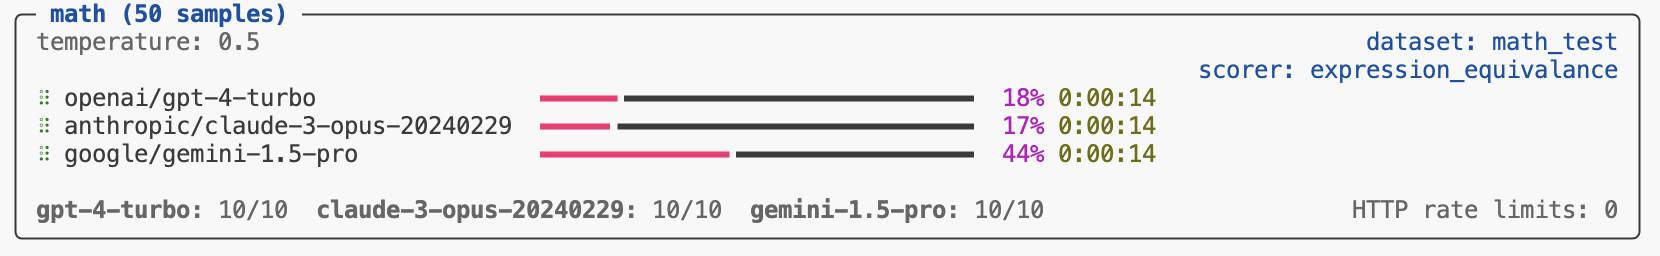 math (50 samples)
temperature: 0.5 dataset: math_test
scorer: expression_equivalance
openai/gpt-4-turbo 18% 0:00:14
anthropic/claude-3-opus-20240229 17% 0:00:14
google/gemini-1.5-pro 44% 0:00:14
gpt-4-turbo: 10/10 claude-3-opus-20240229: 10/10 gemini-1.5-pro: 10/10 HTTP rate limits: 0